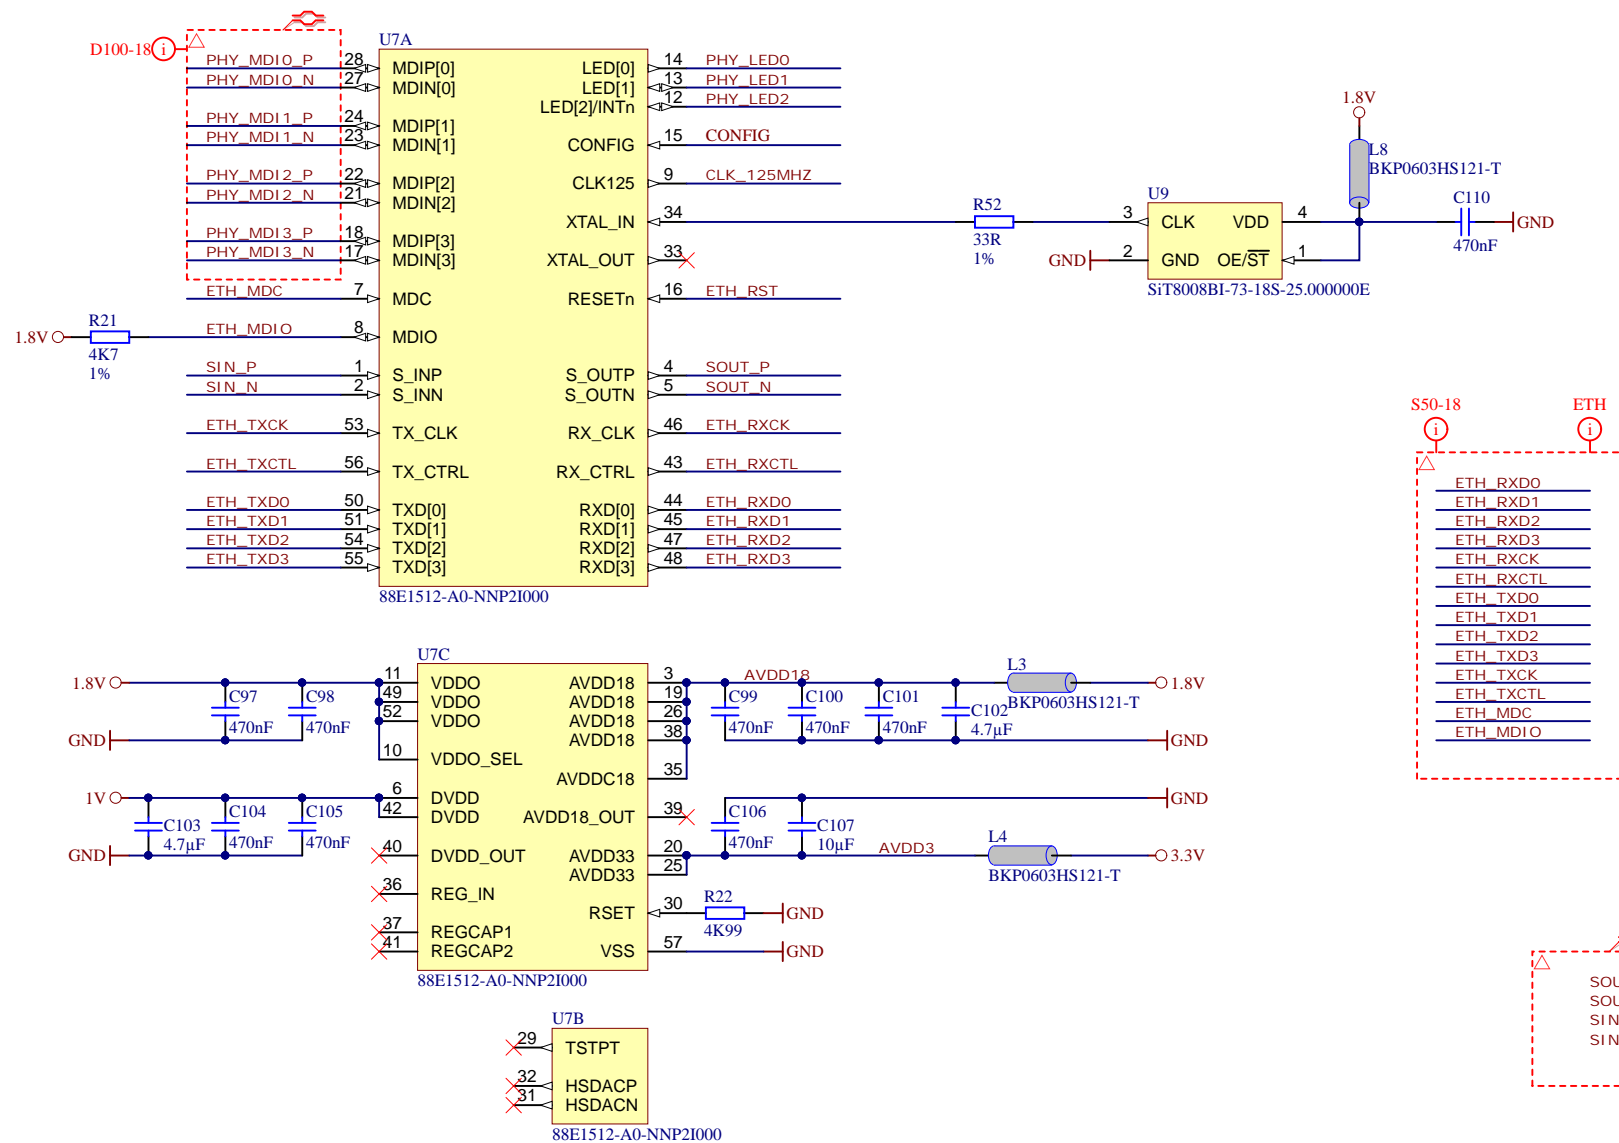 D100-18
i
U7A
PHY_MDI0_P 28 MDIP[0] LED[0] 14 PHY_LED0
PHY_MDI0_N 27 MDIN[0] LED[1] 13 PHY_LED1
LED[2]/INTn 12 PHY_LED2
PHY_MDI1_P 24 MDIP[1]
PHY_MDI1_N 23 MDIN[1] CONFIG 15 CONFIG
PHY_MDI2_P 22 MDIP[2] CLK125 9 CLK_125MHZ
PHY_MDI2_N 21 MDIN[2]
XTAL_IN 34
PHY_MDI3_P 18 MDIP[3]
PHY_MDI3_N 17 MDIN[3] XTAL_OUT 33
ETH_MDC 7 MDC RESETn 16 ETH_RST
1.8V R21 ETH_MDIO 8 MDIO
4K7
1%
SIN_P 1 S_INP S_OUTP 4 SOUT_P
SIN_N 2 S_INN S_OUTN 5 SOUT_N
ETH_TXCK 53 TX_CLK RX_CLK 46 ETH_RXCK
ETH_TXCTL 56 TX_CTRL RX_CTRL 43 ETH_RXCTL
ETH_TXD0 50 TXD[0] RXD[0] 44 ETH_RXD0
ETH_TXD1 51 TXD[1] RXD[1] 45 ETH_RXD1
ETH_TXD2 54 TXD[2] RXD[2] 47 ETH_RXD2
ETH_TXD3 55 TXD[3] RXD[3] 48 ETH_RXD3
88E1512-A0-NNP2I000
R52
33R
1%
1.8V
L8
BKP0603HS121-T
U9
3 CLK VDD 4
GND 2 GND OE/ST 1
SiT8008BI-73-18S-25.000000E
C110
470nF
GND
S50-18 ETH
i i
ETH_RXD0
ETH_RXD1
ETH_RXD2
ETH_RXD3
ETH_RXCK
ETH_RXCTL
ETH_TXD0
ETH_TXD1
ETH_TXD2
ETH_TXD3
ETH_TXCK
ETH_TXCTL
ETH_MDC
ETH_MDIO
U7C
1.8V 11 VDDO AVDD18 3 AVDD18 L3 1.8V
BKP0603HS121-T
49 VDDO AVDD18 19
52 VDDO AVDD18 26
AVDD18 38
10 VDDO_SEL AVDDC18 35
C97 C98 C99 C100 C101 C102
470nF 470nF 470nF 470nF 470nF 4.7µF
GND GND
1V 6 DVDD
42 DVDD AVDD18_OUT 39
C103 C104 C105 C106 C107
4.7µF 470nF 470nF 470nF 10µF
GND GND
40 DVDD_OUT AVDD33 20 AVDD3 L4 3.3V
BKP0603HS121-T
AVDD33 25
36 REG_IN RSET 30 R22 GND
4K99
37 REGCAP1
41 REGCAP2 VSS 57 GND
88E1512-A0-NNP2I000
U7B
29 TSTPT
32 HSDACP
31 HSDACN
88E1512-A0-NNP2I000
SOU
SOU
SIN
SIN